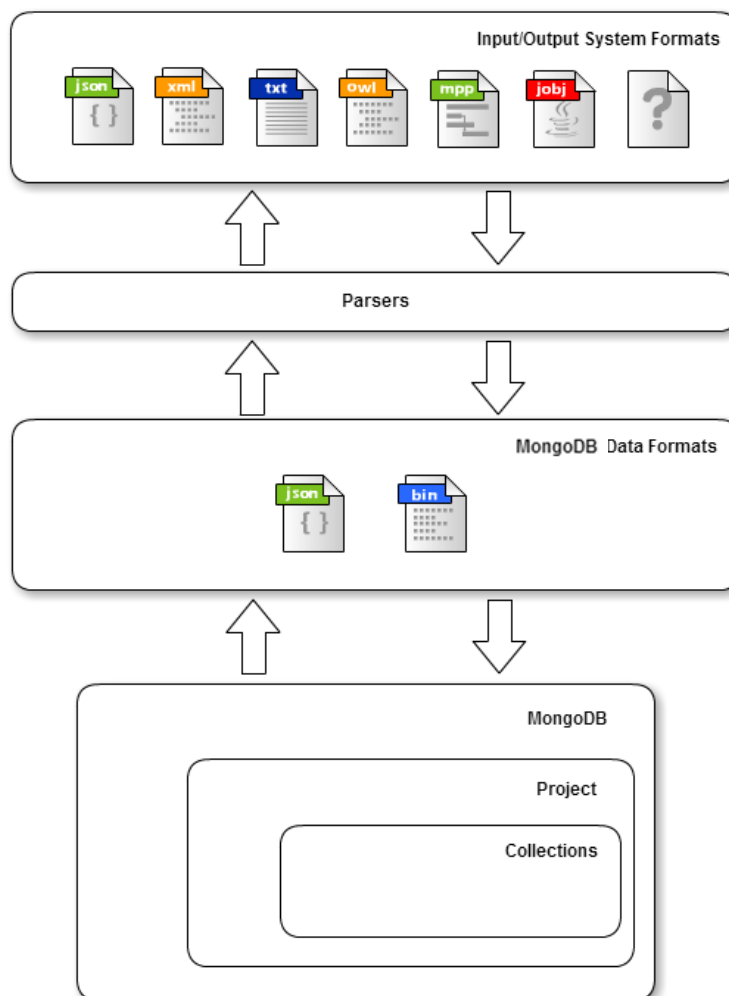 Input/Output System Formats
json xml txt owl mpp jobj ?
{ }
Parsers
MongoDB Data Formats
json bin
{ }
MongoDB
Project
Collections